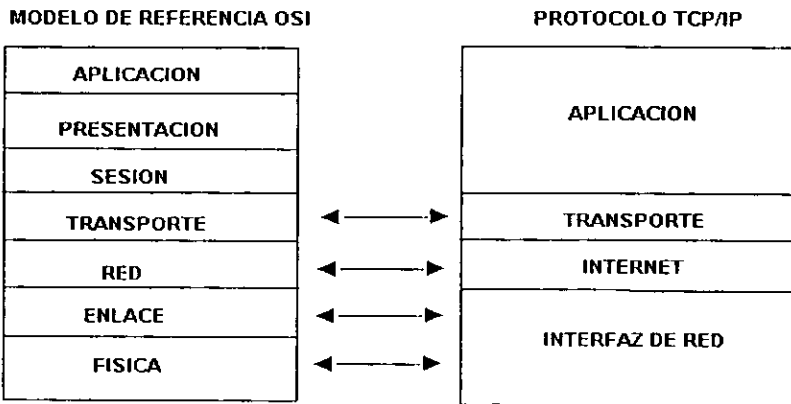 MODELO DE REFERENCIA OSI
APLICACION
PRESENTACION
SESION
TRANSPORTE
RED
ENLACE
FISICA
PROTOCOLO TCP/IP
APLICACION
TRANSPORTE
INTERNET
INTERFAZ DE RED